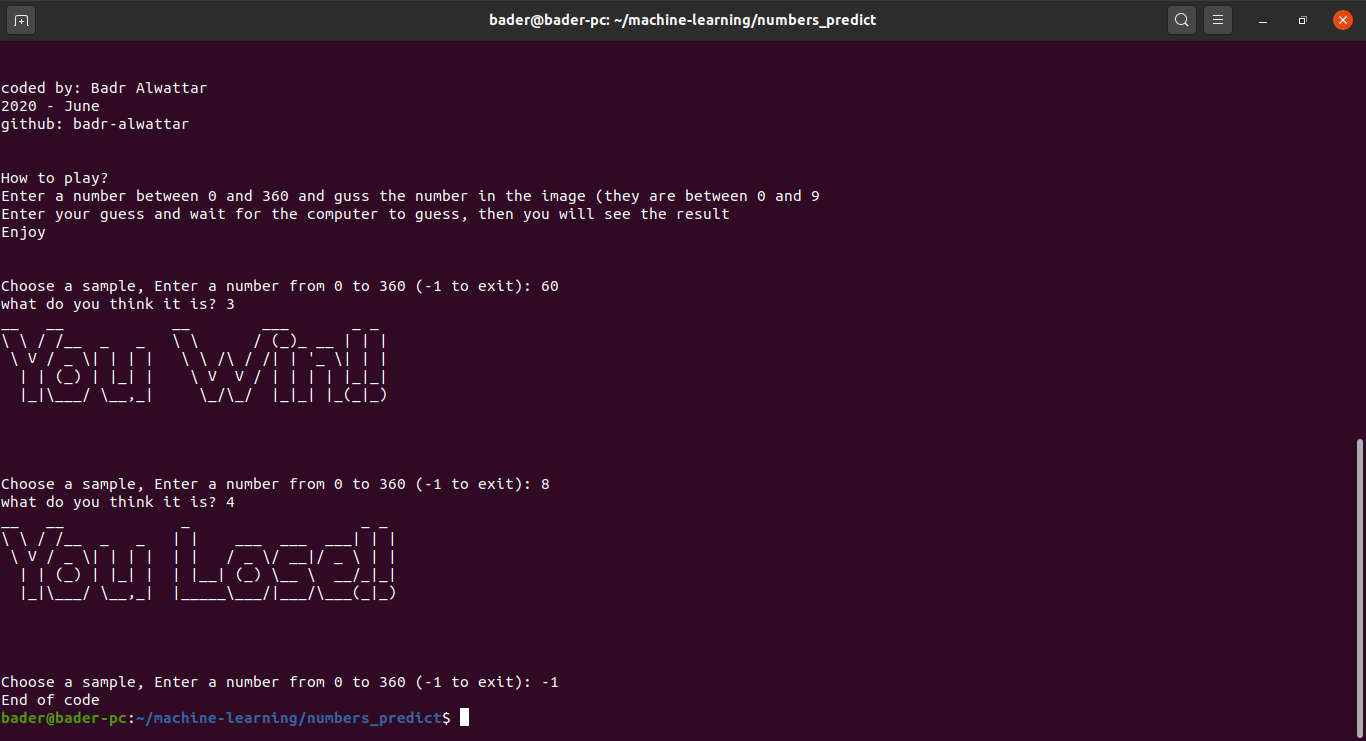 bader@bader-pc: ~/machine-learning/numbers_predict
coded by: Badr Alwattar
2020 - June
github: badr-alwattar
How to play?
Enter a number between 0 and 360 and guss the number in the image (they are between 0 and 9
Enter your guess and wait for the computer to guess, then you will see the result
Enjoy
Choose a sample, Enter a number from 0 to 360 (-1 to exit): 60
what do you think it is? 3
You Win!!
Choose a sample, Enter a number from 0 to 360 (-1 to exit): 8
what do you think it is? 4
You Lose!!
Choose a sample, Enter a number from 0 to 360 (-1 to exit): -1
End of code
bader@bader-pc:~/machine-learning/numbers_predict$